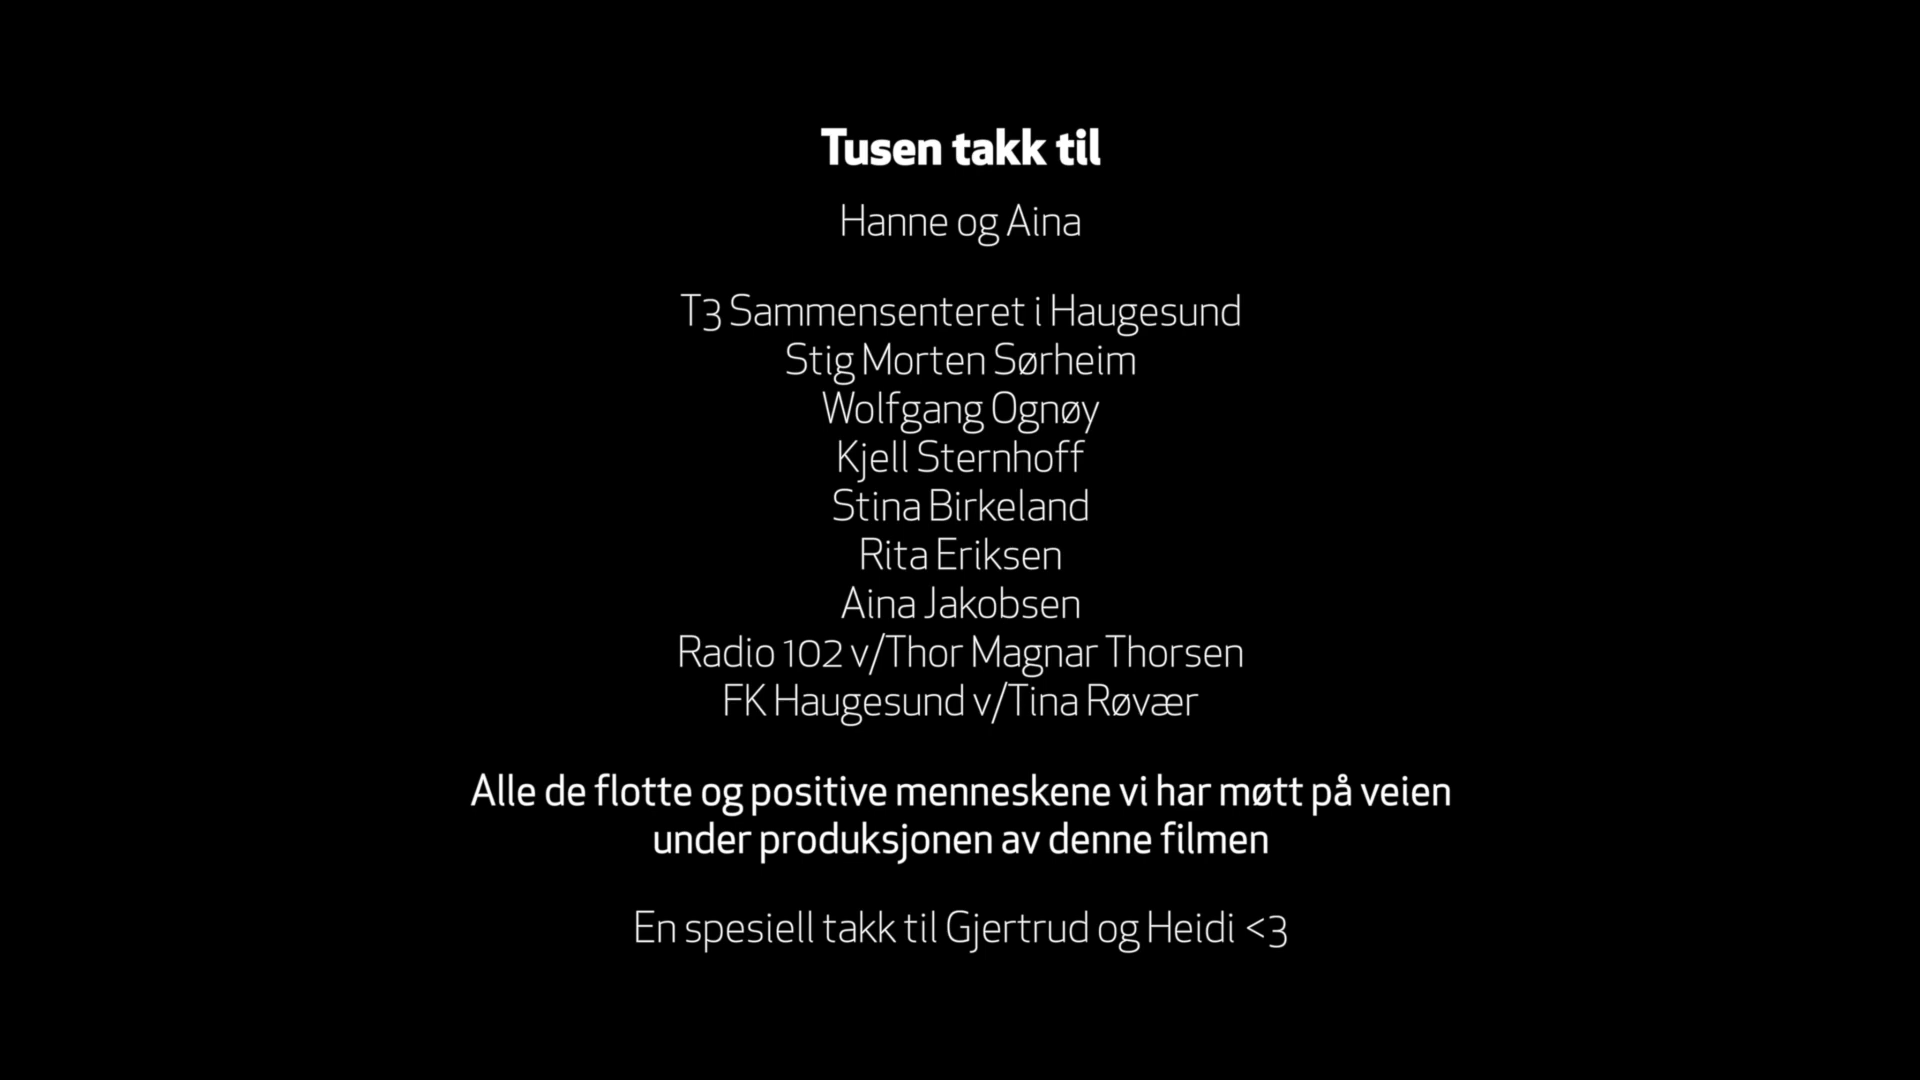 Tusen takk til
Hanne og Aina
T3 Sammensenteret i Haugesund
Stig Morten Sørheim
Wolfgang Ognøy
Kjell Sternhoff
Stina Birkeland
Rita Eriksen
Aina Jakobsen
Radio 102 v/Thor Magnar Thorsen
FK Haugesund v/Tina Røvær
Alle de flotte og positive menneskene vi har møtt på veien
under produksjonen av denne filmen
En spesiell takk til Gjertrud og Heidi <3